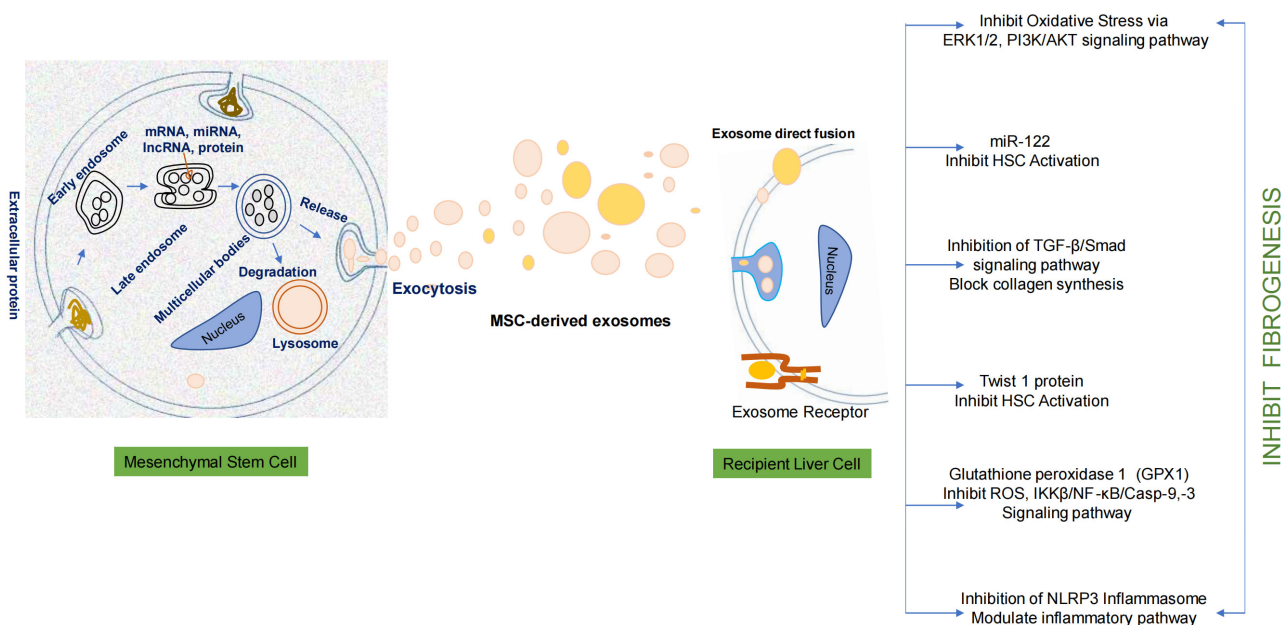 Extracellular protein
Early endosome
mRNA, miRNA,
lncRNA, protein
Late endosome
Multicellular bodies
Release
Degradation
Nucleus
Lysosome
Exocytosis
Mesenchymal Stem Cell
MSC-derived exosomes
Exosome direct fusion
Nucleus
Exosome Receptor
Recipient Liver Cell
Inhibit Oxidative Stress via
ERK1/2, PI3K/AKT signaling pathway
miR-122
Inhibit HSC Activation
Inhibition of TGF-β/Smad
signaling pathway
Block collagen synthesis
Twist 1 protein
Inhibit HSC Activation
Glutathione peroxidase 1 (GPX1)
Inhibit ROS, IKKβ/NF-κB/Casp-9,-3
Signaling pathway
Inhibition of NLRP3 Inflammasome
Modulate inflammatory pathway
INHIBIT FIBROGENESIS